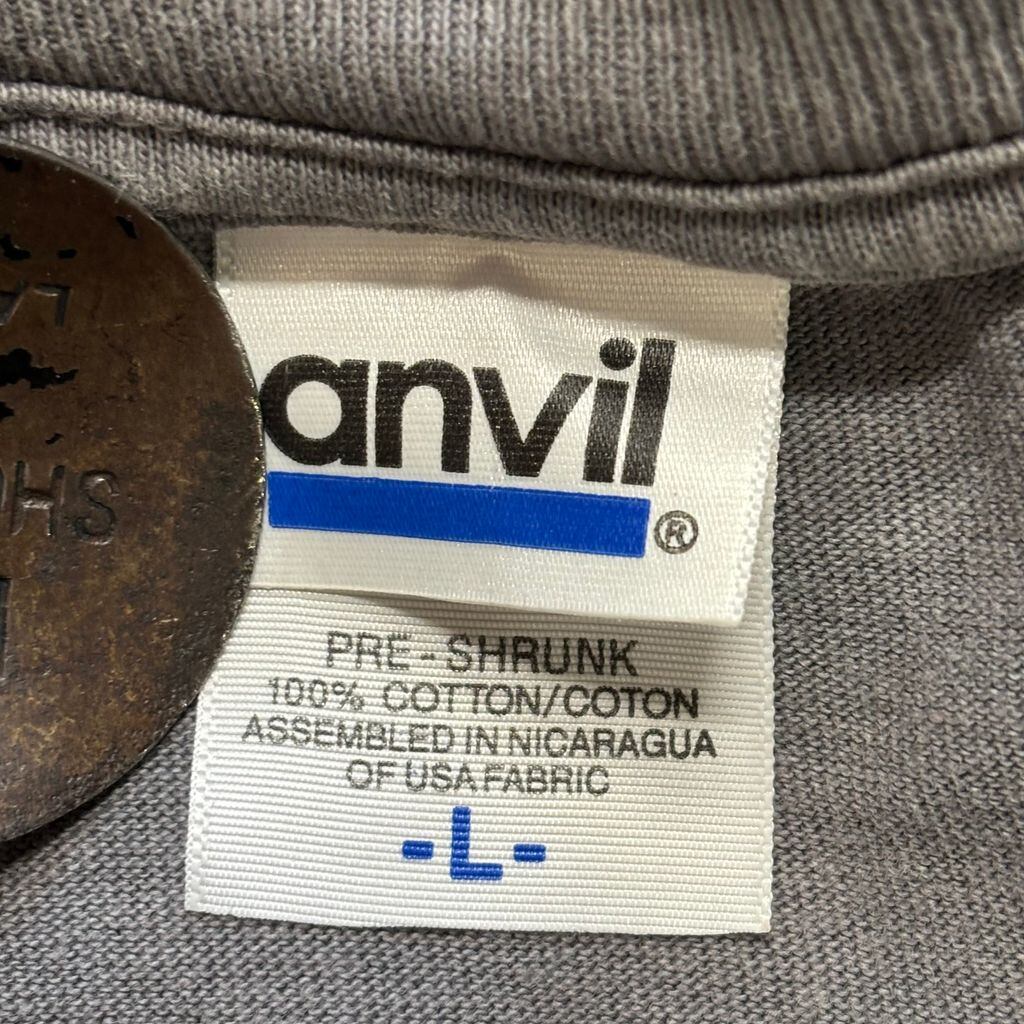 anvil
®
PRE-SHRUNK
100% COTTON/COTON
ASSEMBLED IN NICARAGUA
OF USA FABRIC
-L-